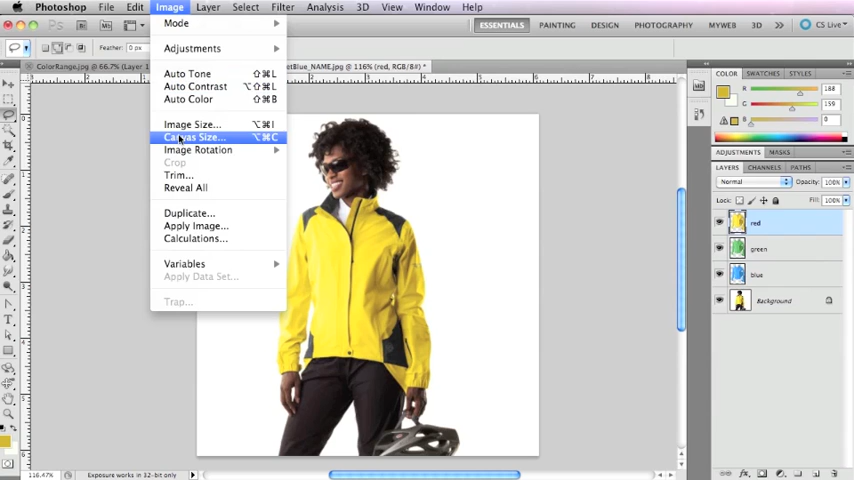 Photoshop File Edit Image Layer Select Filter Analysis 3D View Window Help
Ps 116% ESSENTIALS PAINTING DESIGN PHOTOGRAPHY MYWEB 3D CS Live
Feather: 0 px
ColorRange.jpg @ 66.7% (Layer 1 etBlue_NAME.jpg @ 116% (red, RGB/8#) *
Mode
Adjustments
Auto Tone ⇧⌘L
Auto Contrast ⌥⇧⌘L
Auto Color ⇧⌘B
Image Size... ⌥⌘I
Canvas Size... ⌥⌘C
Image Rotation
Crop
Trim...
Reveal All
Duplicate...
Apply Image...
Calculations...
Variables
Apply Data Set...
Trap...
COLOR SWATCHES STYLES
R 188
G 159
B 0
ADJUSTMENTS MASKS
LAYERS CHANNELS PATHS
Normal Opacity: 100%
Lock: Fill: 100%
red
green
blue
Background
116.47% Exposure works in 32-bit only